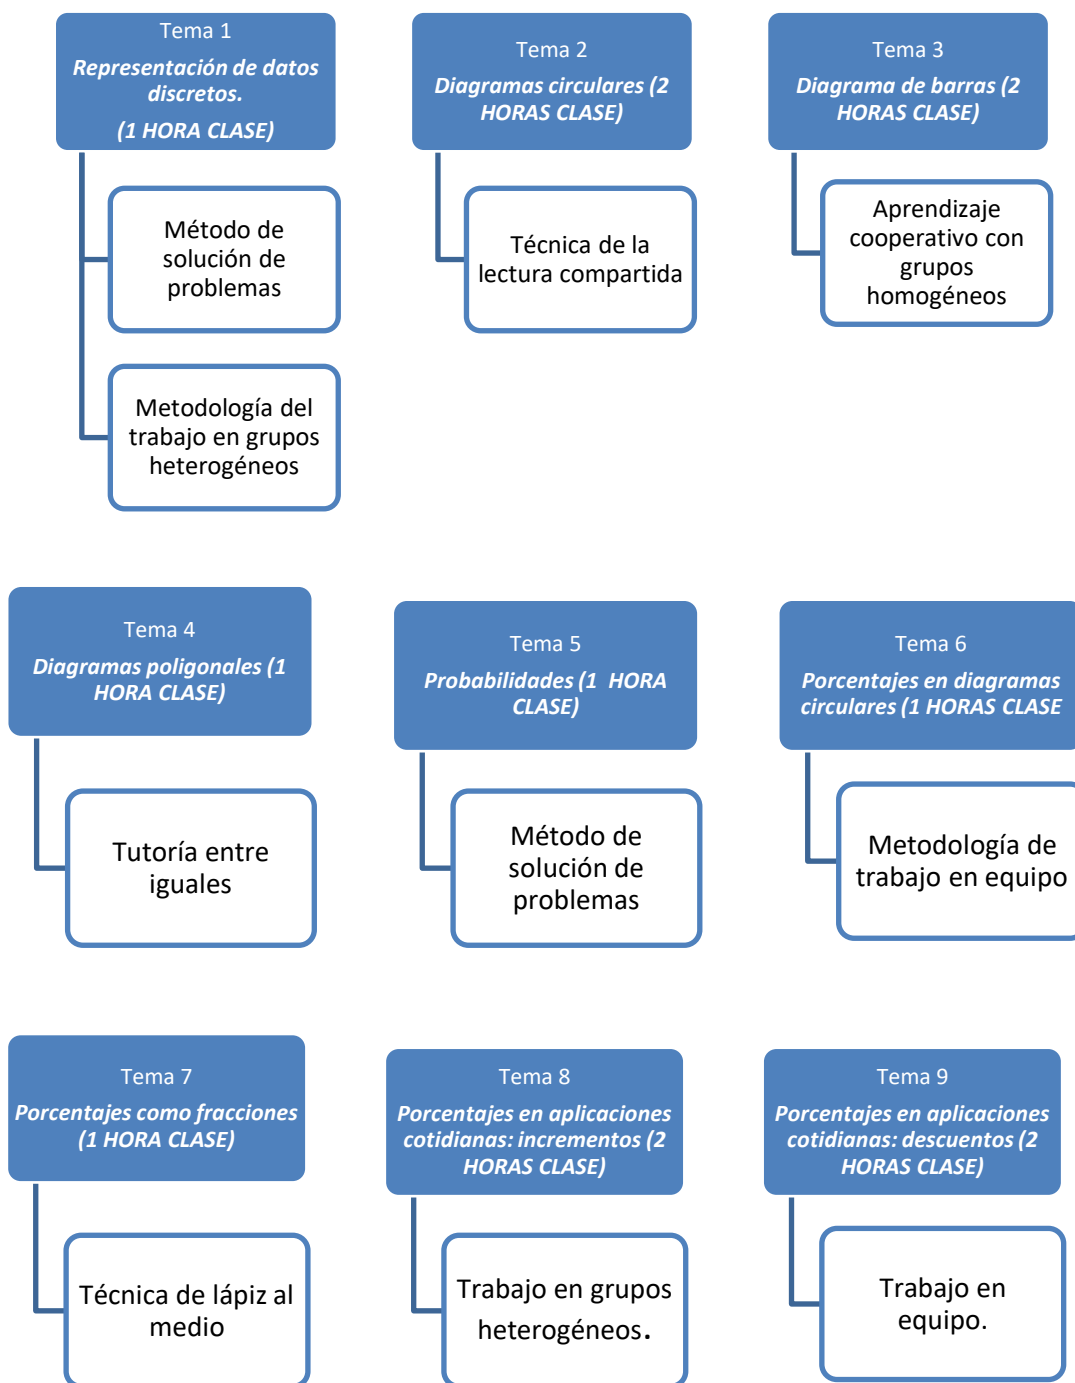 Tema 1
Representación de datos
discretos.
(1 HORA CLASE)
Método de
solución de
problemas
Metodología del
trabajo en grupos
heterogéneos
Tema 2
Diagramas circulares (2
HORAS CLASE)
Técnica de la
lectura compartida
Tema 3
Diagrama de barras (2
HORAS CLASE)
Aprendizaje
cooperativo con
grupos
homogéneos
Tema 4
Diagramas poligonales (1
HORA CLASE)
Tutoría entre
iguales
Tema 5
Probabilidades (1 HORA
CLASE)
Método de
solución de
problemas
Tema 6
Porcentajes en diagramas
circulares (1 HORAS CLASE
Metodología de
trabajo en equipo
Tema 7
Porcentajes como fracciones
(1 HORA CLASE)
Técnica de lápiz al
medio
Tema 8
Porcentajes en aplicaciones
cotidianas: incrementos (2
HORAS CLASE)
Trabajo en grupos
heterogéneos.
Tema 9
Porcentajes en aplicaciones
cotidianas: descuentos (2
HORAS CLASE)
Trabajo en
equipo.